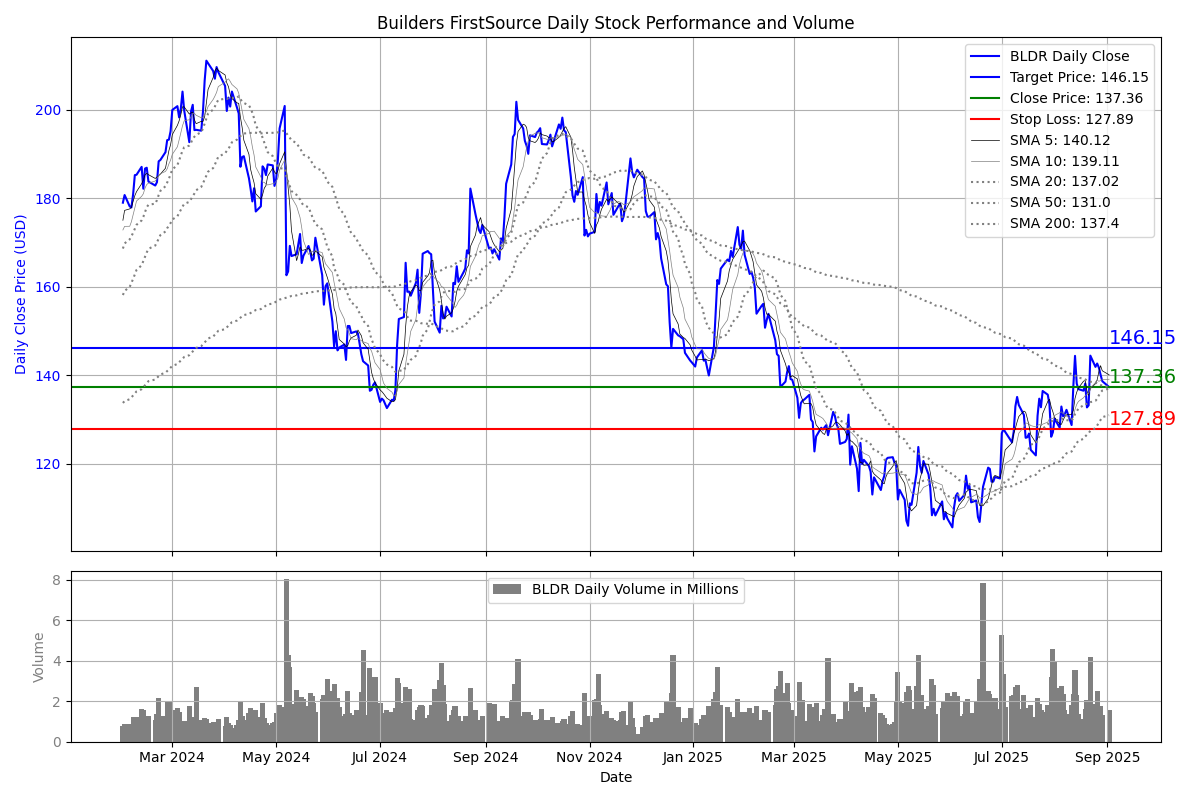 Builders FirstSource Daily Stock Performance and Volume
Daily Close Price (USD)
200
180
160
140
120
BLDR Daily Close
Target Price: 146.15
Close Price: 137.36
Stop Loss: 127.89
SMA 5: 140.12
SMA 10: 139.11
SMA 20: 137.02
SMA 50: 131.0
SMA 200: 137.4
146.15
137.36
127.89
Volume
8
6
4
2
0
BLDR Daily Volume in Millions
Mar 2024
May 2024
Jul 2024
Sep 2024
Nov 2024
Jan 2025
Mar 2025
May 2025
Jul 2025
Sep 2025
Date